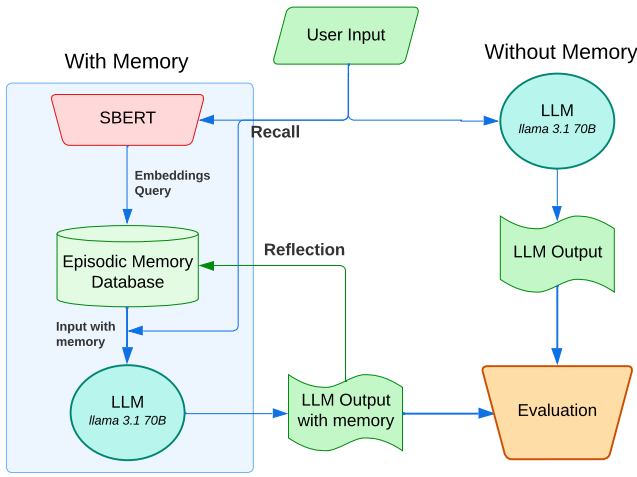 User Input
With Memory
Without Memory
SBERT
LLM
llama 3.1 70B
Recall
Embeddings
Query
Reflection
LLM Output
Episodic Memory
Database
Input with
memory
LLM
llama 3.1 70B
LLM Output
with memory
Evaluation